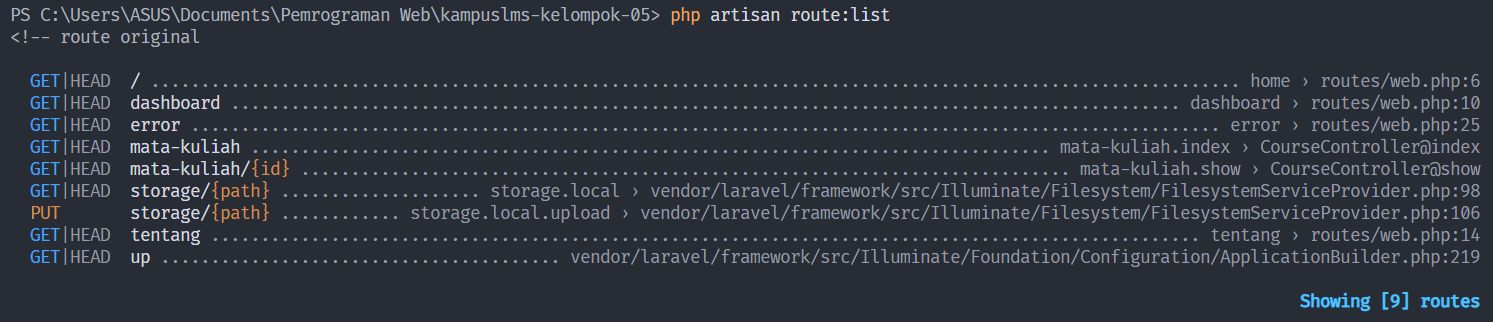 PS C:\Users\ASUS\Documents\Pemrograman Web\kampuslms-kelompok-05> php artisan route:list
<!-- route original
GET|HEAD / ............................................................................................................. home › routes/web.php:6
GET|HEAD dashboard ............................................................................................... dashboard › routes/web.php:10
GET|HEAD error ....................................................................................................... error › routes/web.php:25
GET|HEAD mata-kuliah ................................................................................ mata-kuliah.index › CourseController@index
GET|HEAD mata-kuliah/{id} ............................................................................. mata-kuliah.show › CourseController@show
GET|HEAD storage/{path} ...................... storage.local › vendor/laravel/framework/src/Illuminate/Filesystem/FilesystemServiceProvider.php:98
PUT storage/{path} ............ storage.local.upload › vendor/laravel/framework/src/Illuminate/Filesystem/FilesystemServiceProvider.php:106
GET|HEAD tentang ................................................................................................... tentang › routes/web.php:14
GET|HEAD up ........................................ vendor/laravel/framework/src/Illuminate/Foundation/Configuration/ApplicationBuilder.php:219
Showing [9] routes